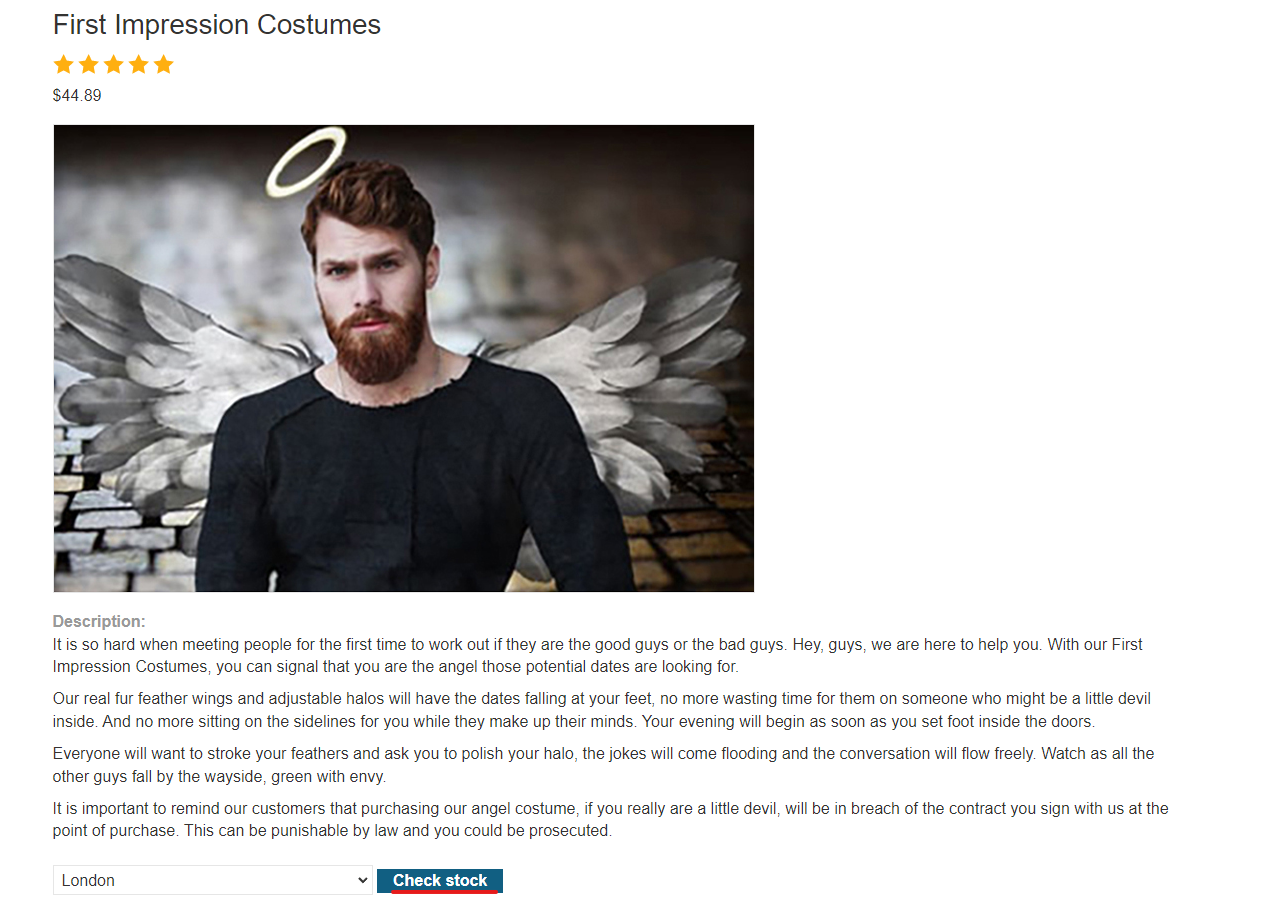 First Impression Costumes
$44.89
Description:
It is so hard when meeting people for the first time to work out if they are the good guys or the bad guys. Hey, guys, we are here to help you. With our First
Impression Costumes, you can signal that you are the angel those potential dates are looking for.
Our real fur feather wings and adjustable halos will have the dates falling at your feet, no more wasting time for them on someone who might be a little devil
inside. And no more sitting on the sidelines for you while they make up their minds. Your evening will begin as soon as you set foot inside the doors.
Everyone will want to stroke your feathers and ask you to polish your halo, the jokes will come flooding and the conversation will flow freely. Watch as all the
other guys fall by the wayside, green with envy.
It is important to remind our customers that purchasing our angel costume, if you really are a little devil, will be in breach of the contract you sign with us at the
point of purchase. This can be punishable by law and you could be prosecuted.
London Check stock